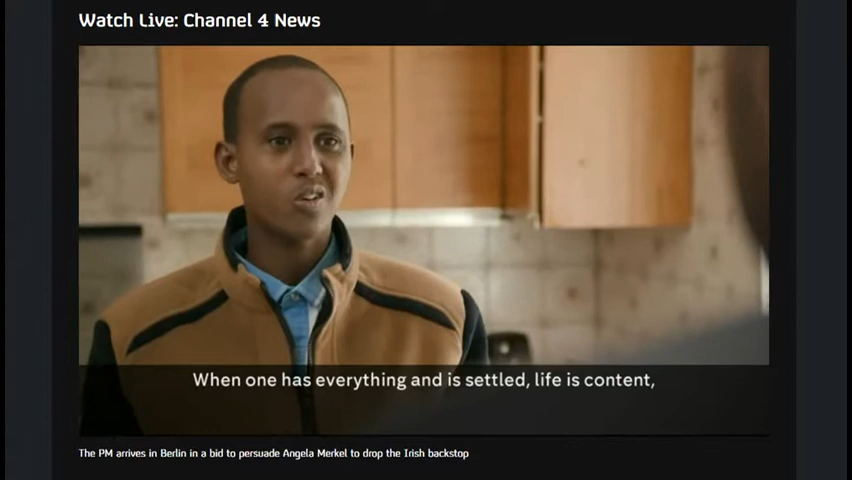 Watch Live: Channel 4 News
When one has everything and is settled, life is content,
The PM arrives in Berlin in a bid to persuade Angela Merkel to drop the Irish backstop